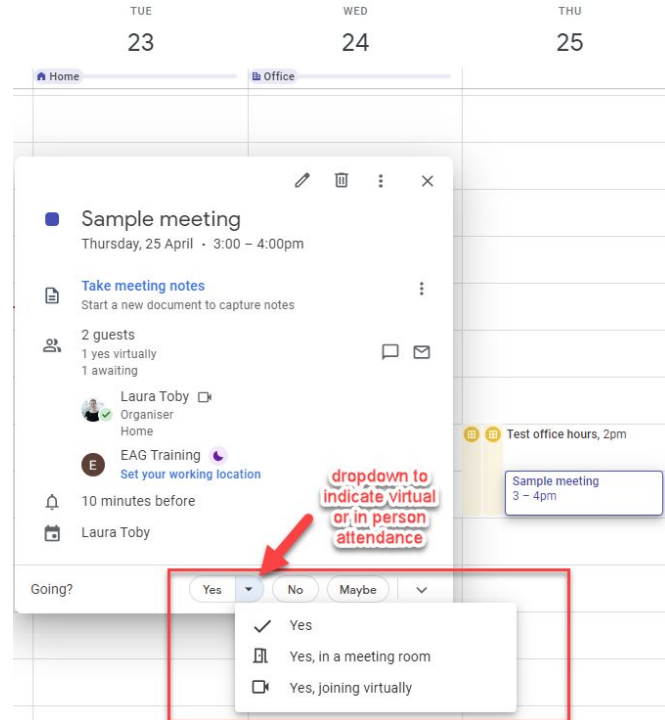 TUE
WED
THU
23
24
25
Home
Office
Sample meeting
Thursday, 25 April • 3:00 – 4:00pm
Take meeting notes
Start a new document to capture notes
2 guests
1 yes virtually
1 awaiting
Laura Toby
Organiser
Home
E
EAG Training
Set your working location
10 minutes before
Laura Toby
dropdown to
indicate virtual
or in person
attendance
Test office hours, 2pm
Sample meeting
3 – 4pm
Going?
Yes
No
Maybe
Yes
Yes, in a meeting room
Yes, joining virtually